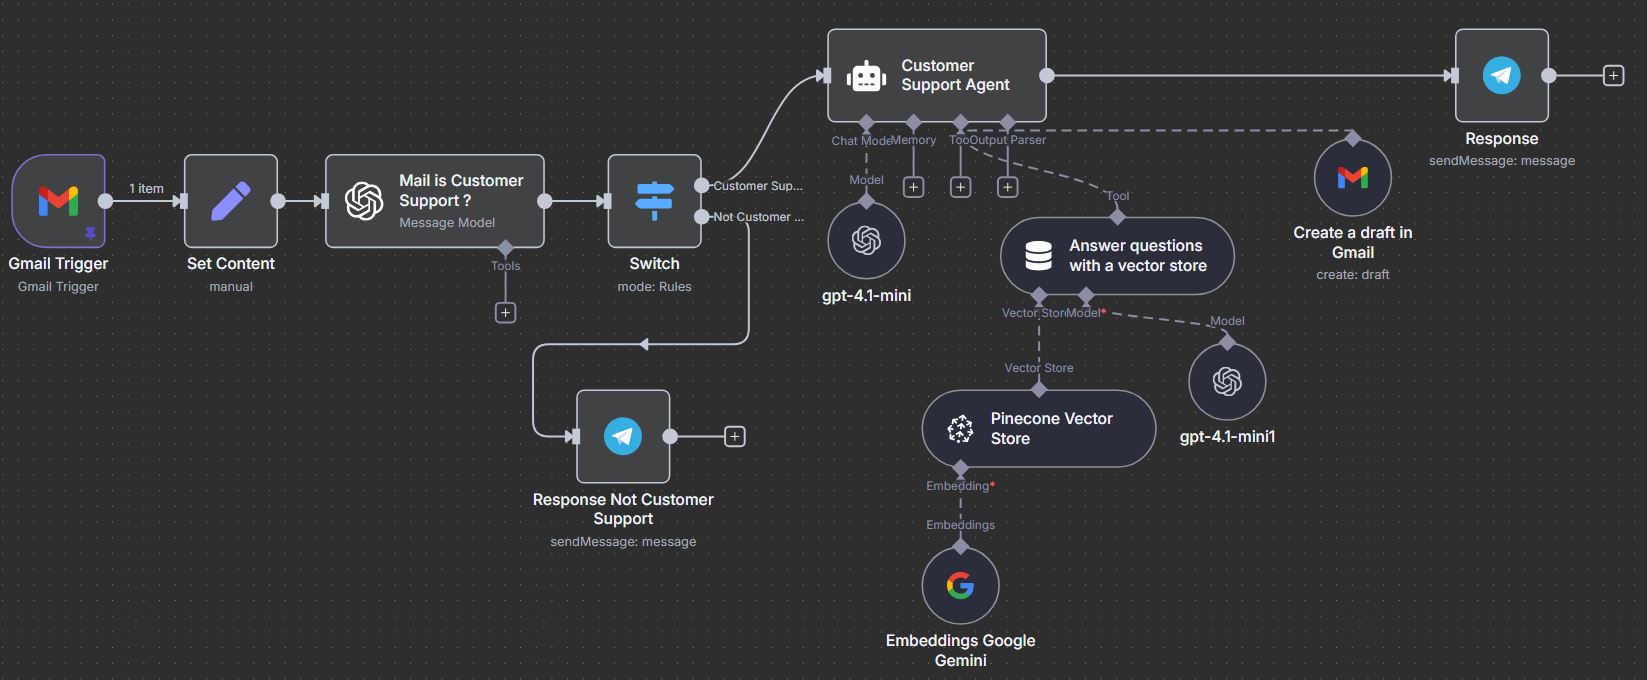 Customer
Support Agent
Chat Mode
Memory
Too
Output Parser
Response
sendMessage: message
1 item
Mail is Customer
Support ?
Message Model
Customer Sup...
Not Customer ...
Gmail Trigger
Gmail Trigger
Set Content
manual
Tools
Switch
mode: Rules
Model
gpt-4.1-mini
Tool
Answer questions
with a vector store
Create a draft in
Gmail
create: draft
Vector Stor
Model*
Model
Vector Store
Pinecone Vector
Store
gpt-4.1-mini1
Response Not Customer
Support
sendMessage: message
Embedding*
Embeddings
Embeddings Google
Gemini